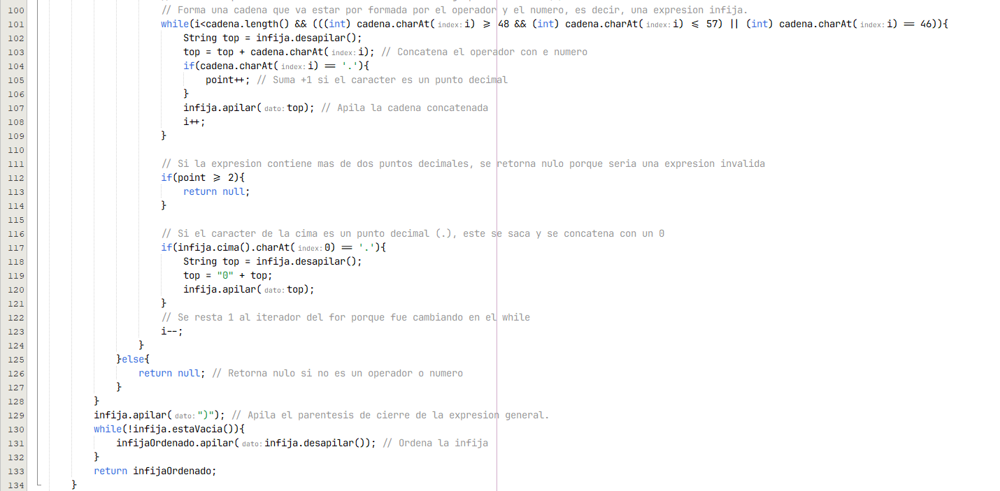 100 // Forma una cadena que va estar por formada por el operador y el numero, es decir, una expresion infija.
101 while(i<cadena.length() && (((int) cadena.charAt( index: i) >= 48 && (int) cadena.charAt( index: i) <= 57) || (int) cadena.charAt( index: i) == 46)){
102 String top = infija.desapilar();
103 top = top + cadena.charAt( index: i); // Concatena el operador con e numero
104 if(cadena.charAt( index: i) == '.'){
105 point++; // Suma +1 si el caracter es un punto decimal
106 }
107 infija.apilar( dato: top); // Apila la cadena concatenada
108 i++;
109 }
110
111 // Si la expresion contiene mas de dos puntos decimales, se retorna nulo porque seria una expresion invalida
112 if(point >= 2){
113 return null;
114 }
115
116 // Si el caracter de la cima es un punto decimal (.), este se saca y se concatena con un 0
117 if(infija.cima().charAt( index: 0) == '.'){
118 String top = infija.desapilar();
119 top = "0" + top;
120 infija.apilar( dato: top);
121 }
122 // Se resta 1 al iterador del for porque fue cambiando en el while
123 i--;
124 }
125 }else{
126 return null; // Retorna nulo si no es un operador o numero
127 }
128 }
129 infija.apilar( dato: ")"); // Apila el parentesis de cierre de la expresion general.
130 while(!infija.estaVacia()){
131 infijaOrdenado.apilar( dato: infija.desapilar()); // Ordena la infija
132 }
133 return infijaOrdenado;
134 }